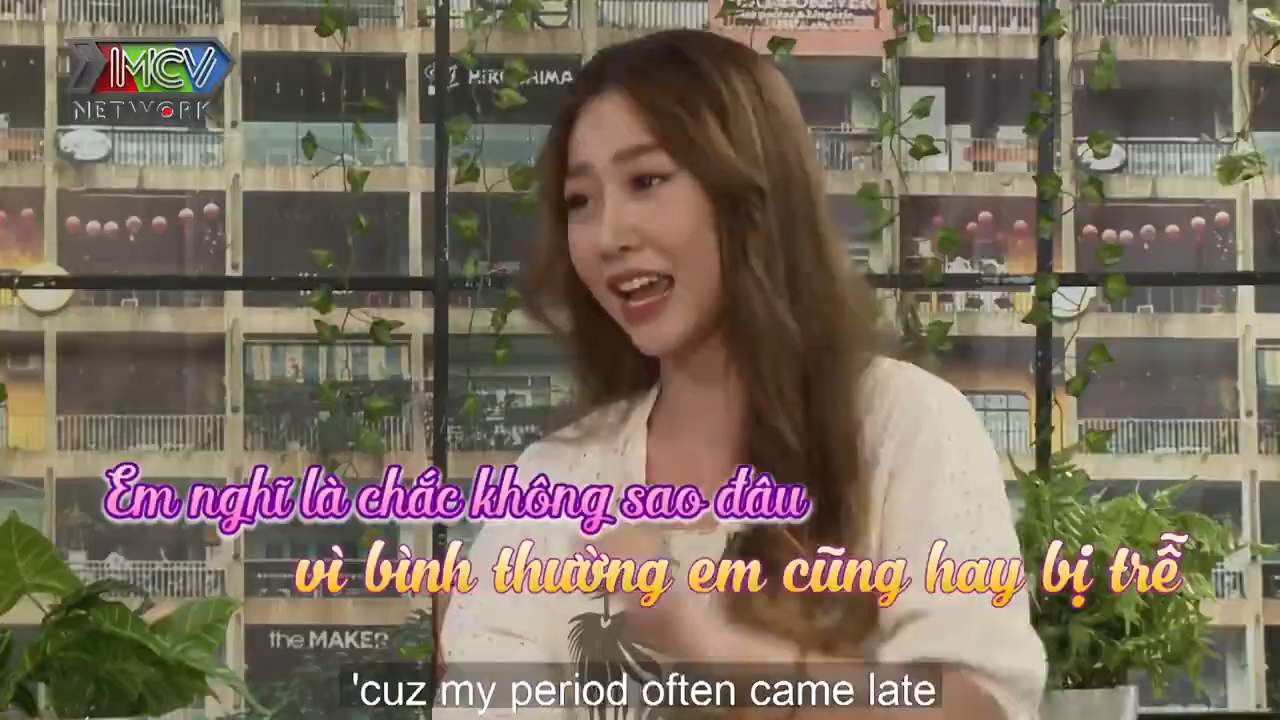 MCV
NETWORK
Em nghĩ là chắc không sao đâu
vì bình thường em cũng hay bị trễ
the MAKER
'cuz my period often came late